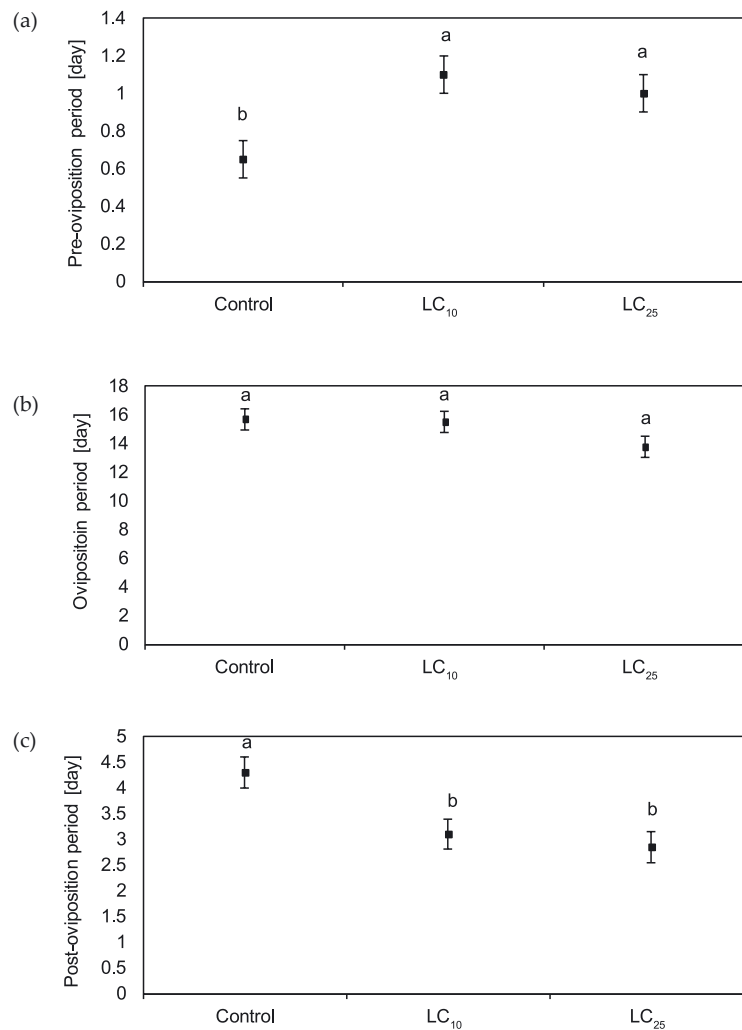 (a)
Pre-oviposition period [day]
1.4
1.2
1
0.8
0.6
0.4
0.2
0
b
a
a
Control
LC10
LC25
(b)
Ovipositoin period [day]
18
16
14
12
10
8
6
4
2
0
a
a
a
Control
LC10
LC25
(c)
Post-oviposition period [day]
5
4.5
4
3.5
3
2.5
2
1.5
1
0.5
0
a
b
b
Control
LC10
LC25